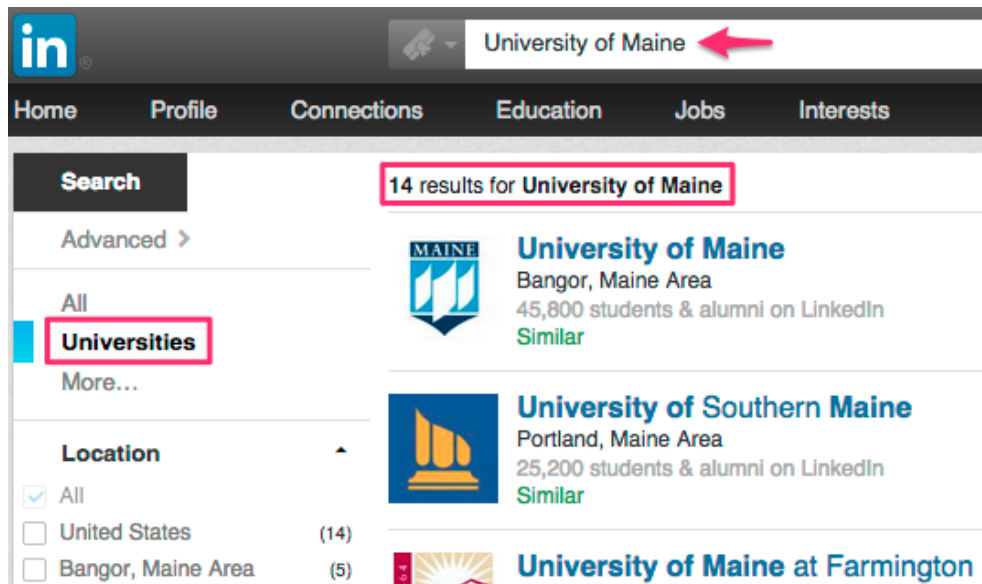 in ®
University of Maine
Home Profile Connections Education Jobs Interests
Search
Advanced >
All
Universities
More...
Location
All
United States (14)
Bangor, Maine Area (5)
14 results for University of Maine
MAINE
University of Maine
Bangor, Maine Area
45,800 students & alumni on LinkedIn
Similar
University of Southern Maine
Portland, Maine Area
25,200 students & alumni on LinkedIn
Similar
64
University of Maine at Farmington